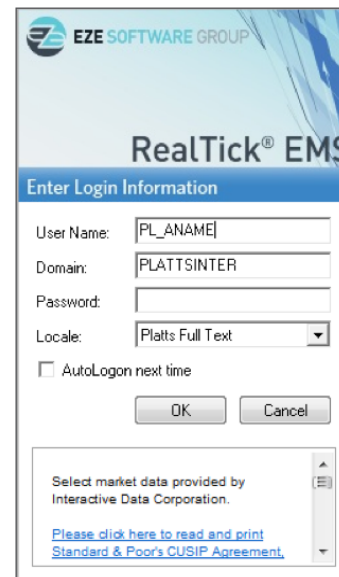 EZE SOFTWARE GROUP
RealTick® EMS
Enter Login Information
User Name: PL_ANAME
Domain: PLATTSINTER
Password:
Locale: Platts Full Text
AutoLogon next time
OK Cancel
Select market data provided by
Interactive Data Corporation.
Please click here to read and print
Standard & Poor's CUSIP Agreement,